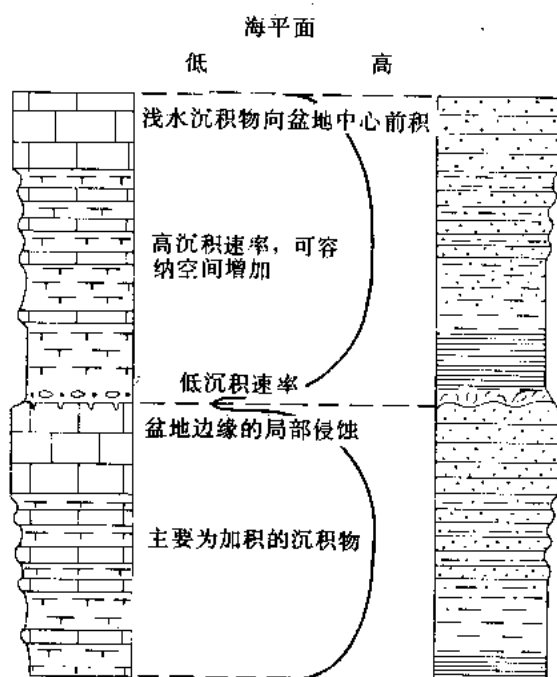 海平面
低 高
浅水沉积物向盆地中心前积
高沉积速率，可容
纳空间增加
低沉积速率
盆地边缘的局部侵蚀
主要为加积的沉积物